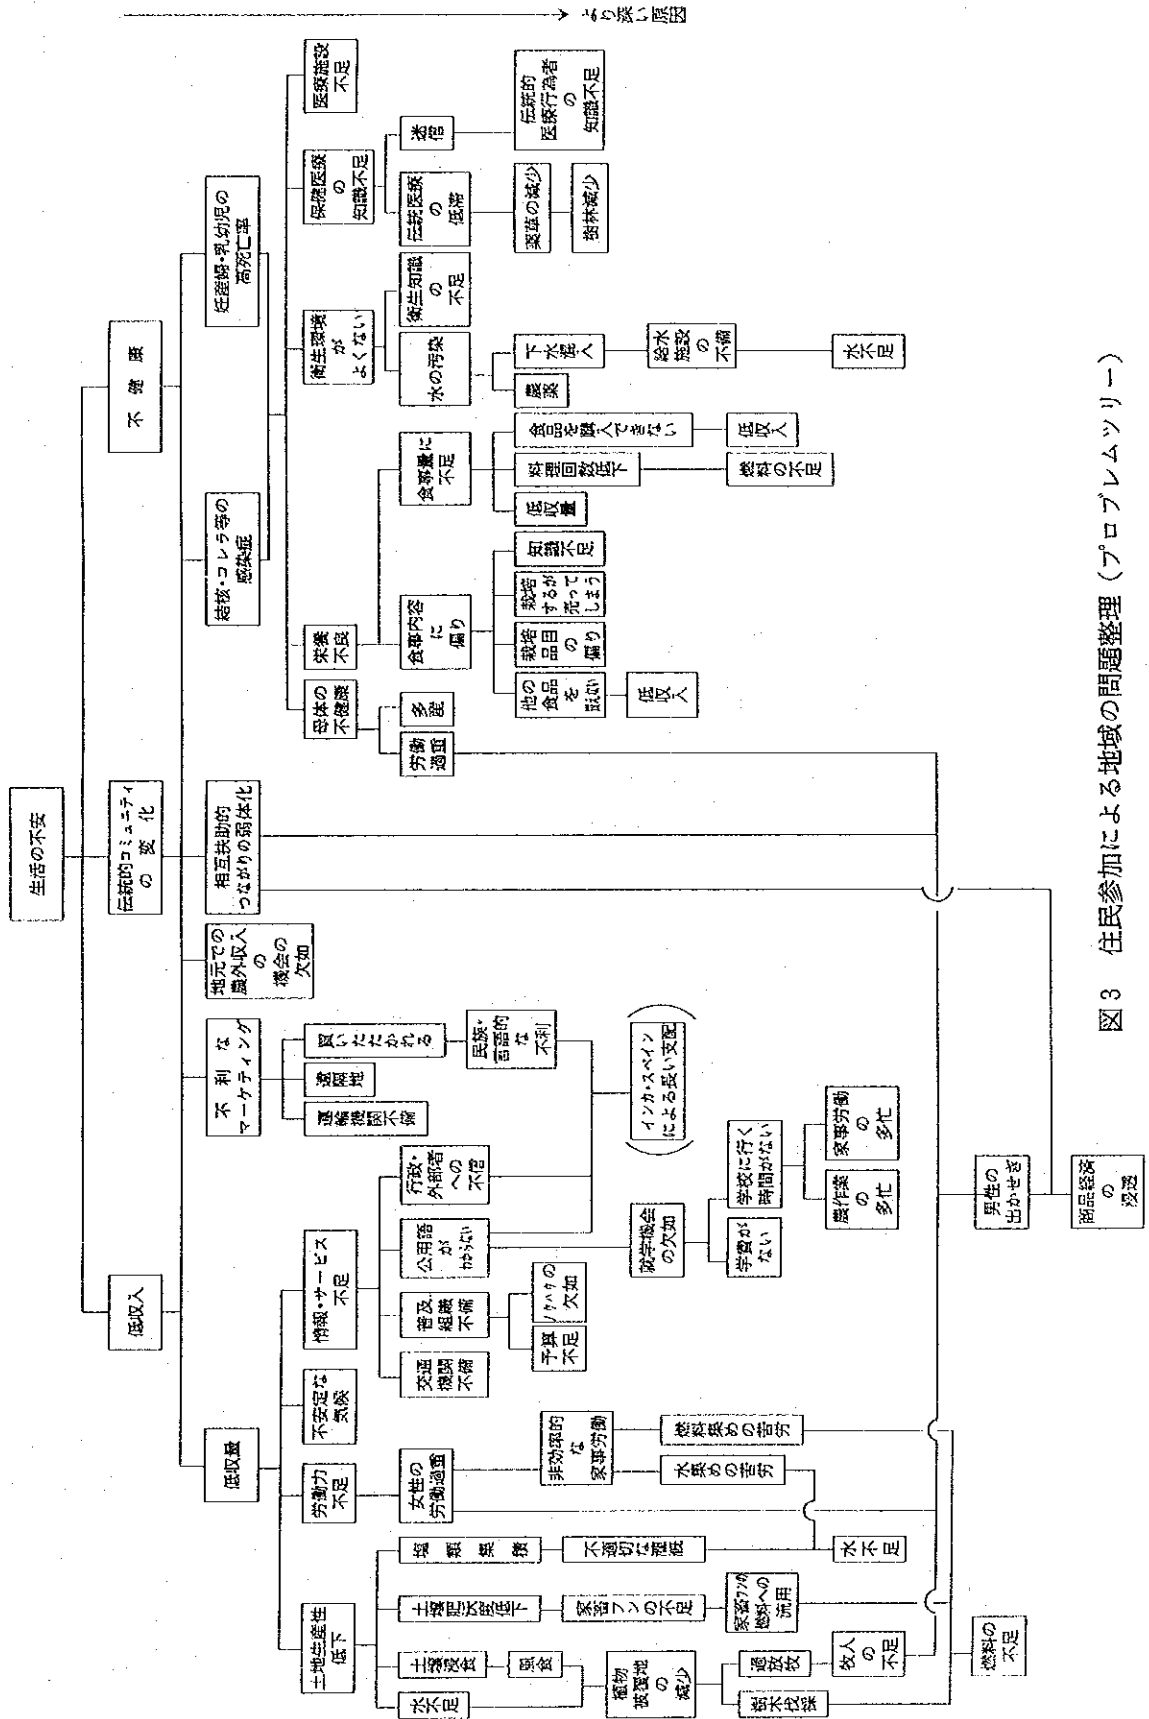 より深い原因
生活の不安
低収入
伝統的コミュニティ
の変化
不健康
低収量
不利な
マーケティング
地元での
農外収入
の
機会の
欠如
相互扶助的
つながりの弱体化
結核・コレラ等の
感染症
妊産婦・乳幼児の
高死亡率
土地生産性
低下
労働力
不足
不安定な
気候
情報・サービス
不足
運輸機関不備
遠隔地
買いたたかれる
母体の
不健康
栄養
不良
衛生環境
が
よくない
保健医療
の
知識不足
医療施設
不足
水不足
土壌浸食
土壌肥沃度低下
塩類集積
女性の
労働過重
交通
機関
不備
普及
組織
不備
公用語
が
わからない
行政・
外部者
への
不信
民族・
言語的
な
不利
労働
過重
多産
食事内容
に
偏り
食事量に
不足
水の汚染
衛生知識
の
不足
伝統医療
の
低滞
迷信
風食
家畜フンの不足
不適切な灌漑
非効率的
な
家事労働
予算
不足
ノウハウの
欠如
他の
食品
を
買えない
栽培
品目
の
偏り
栽培
するが
売って
しまう
知識不足
低収量
料理回数低下
食品を購入できない
農薬
下水混入
薬草の減少
伝統的
医療行為者
の
知識不足
植物
被覆地
の
減少
水集めの苦労
燃料集めの苦労
就学機会
の欠如
インカ・スペイン
による長い支配
低収入
燃料の不足
低収入
給水
施設
の
不備
樹林減少
樹木伐採
過放牧
家畜フンの
燃料への
流用
水不足
学費が
ない
学校に行く
時間がない
水不足
牧人
の
不足
農作業
の
多忙
家事労働
の
多忙
燃料の
不足
男性の
出かせぎ
商品経済
の
浸透
図3 住民参加による地域の問題整理（プロブレムツリー）